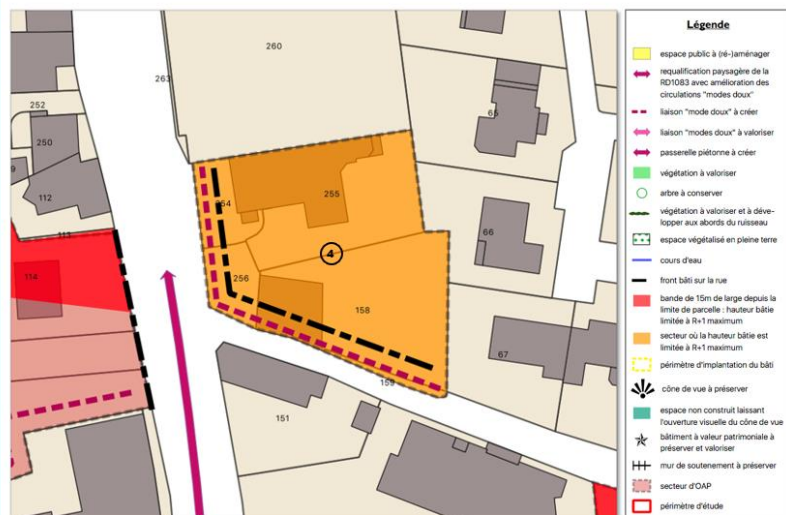 260
263
65
252
250
9
112
254
255
113
114
4
66
256
158
67
159
151
Légende
espace public à (ré-)aménager
requalification paysagère de la
RD1083 avec amélioration des
circulations "modes doux"
liaison "mode doux" à créer
liaison "modes doux" à valoriser
passerelle piétonne à créer
végétation à valoriser
arbre à conserver
végétation à valoriser et à déve-
lopper aux abords du ruisseau
espace végétalisé en pleine terre
cours d'eau
front bâti sur la rue
bande de 15m de large depuis la
limite de parcelle : hauteur bâtie
limitée à R+1 maximum
secteur où la hauteur bâtie est
limitée à R+1 maximum
périmètre d'implantation du bâti
cône de vue à préserver
espace non construit laissant
l'ouverture visuelle du cône de vue
bâtiment à valeur patrimoniale à
préserver et valoriser
mur de soutenement à préserver
secteur d'OAP
périmètre d'étude